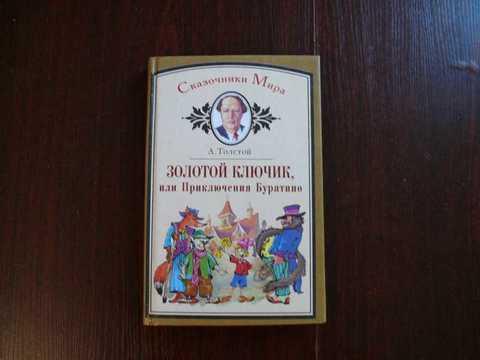 Сказочники Мира
А. Толстой
ЗОЛОТОЙ КЛЮЧИК,
или Приключения Буратино